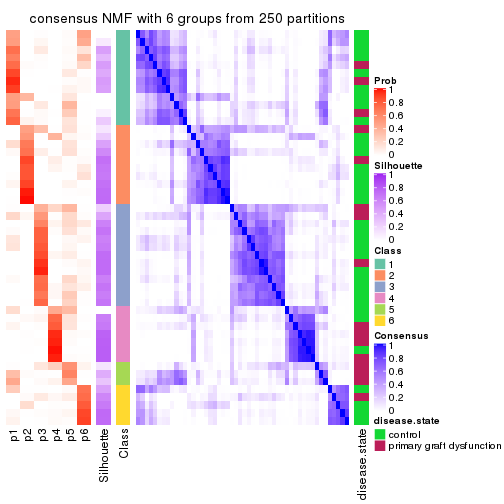 consensus NMF with 6 groups from 250 partitions
Prob
1
0.8
0.6
0.4
0.2
0
Silhouette
1
0.8
0.6
0.4
0.2
0
Class
1
2
3
4
5
6
Consensus
1
0.8
0.6
0.4
0.2
0
disease.state
control
primary graft dysfunction
p1
p2
p3
p4
p5
p6
Silhouette
Class
disease.state